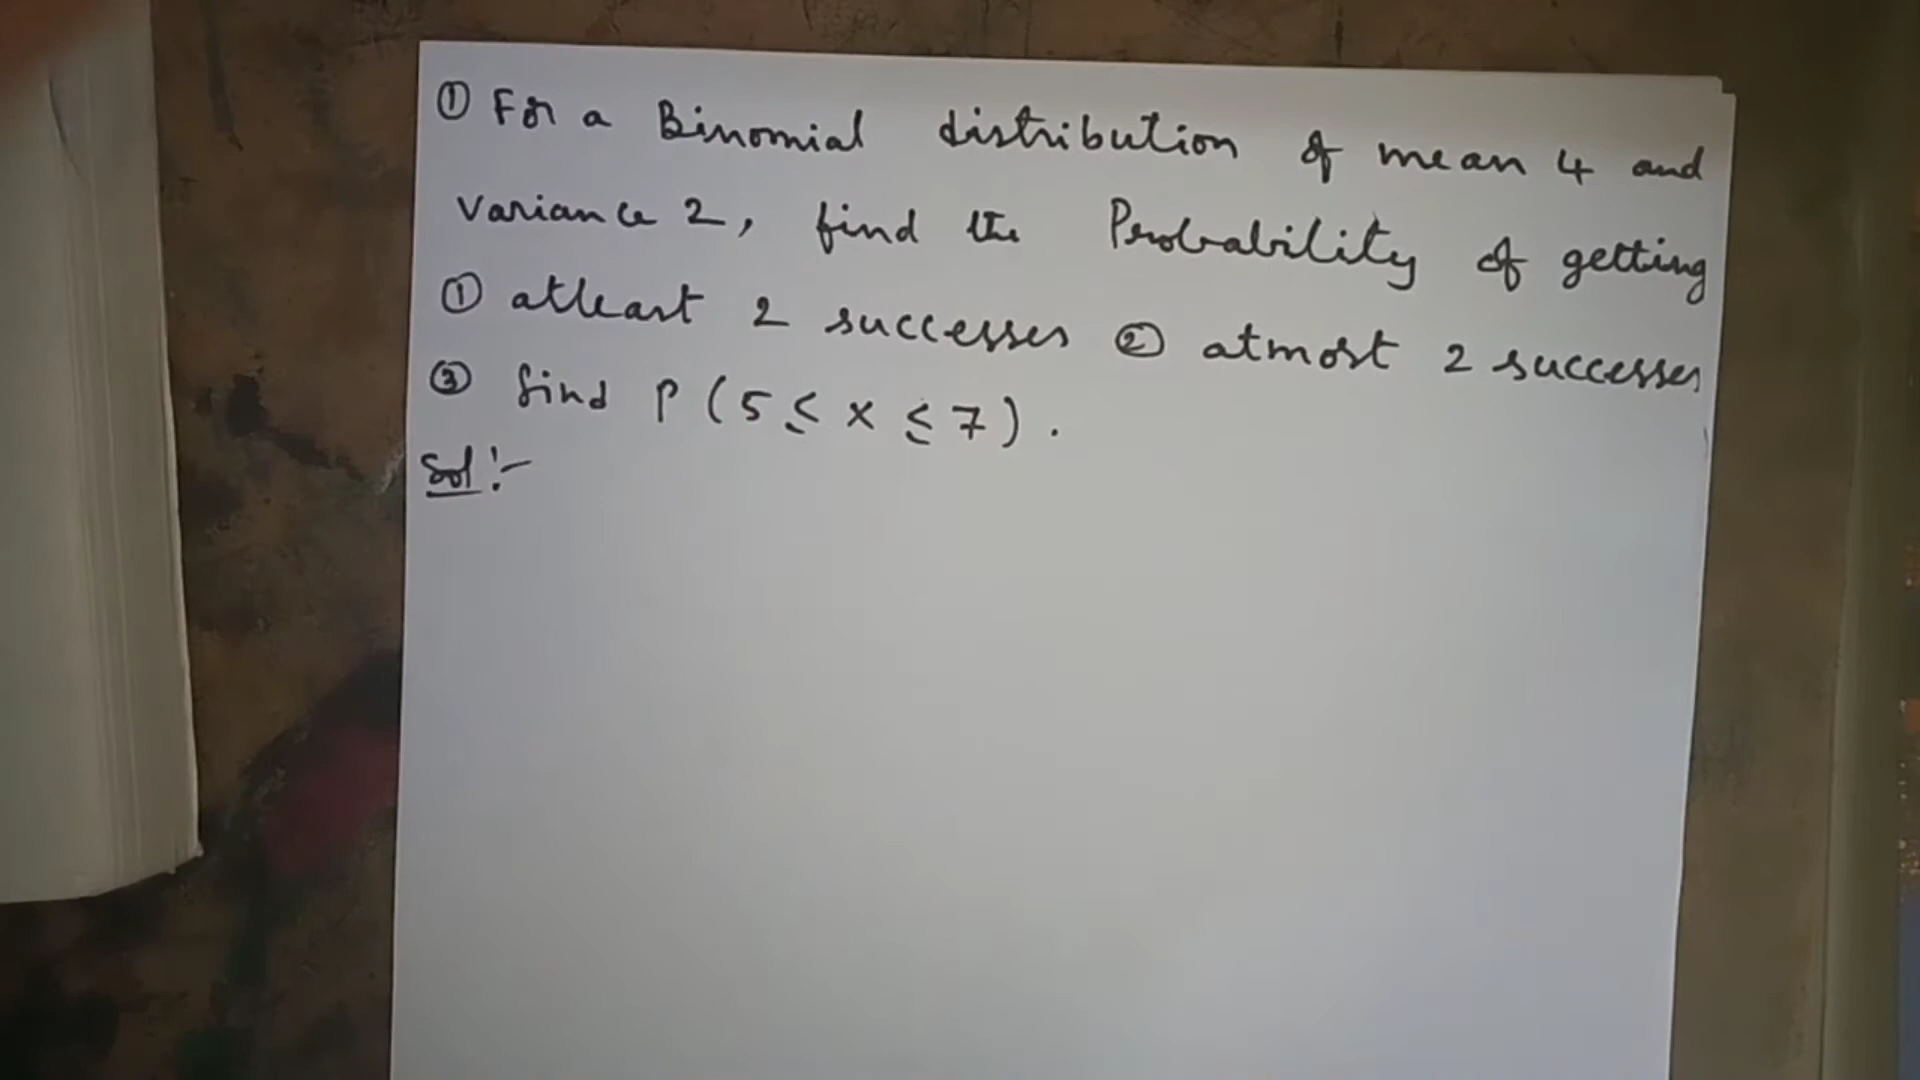 ① For a Binomial distribution of mean 4 and
variance 2, find the Probability of getting
① atleast 2 successes ② atmost 2 successes
③ find P(5 ≤ x ≤ 7).
Sol:-